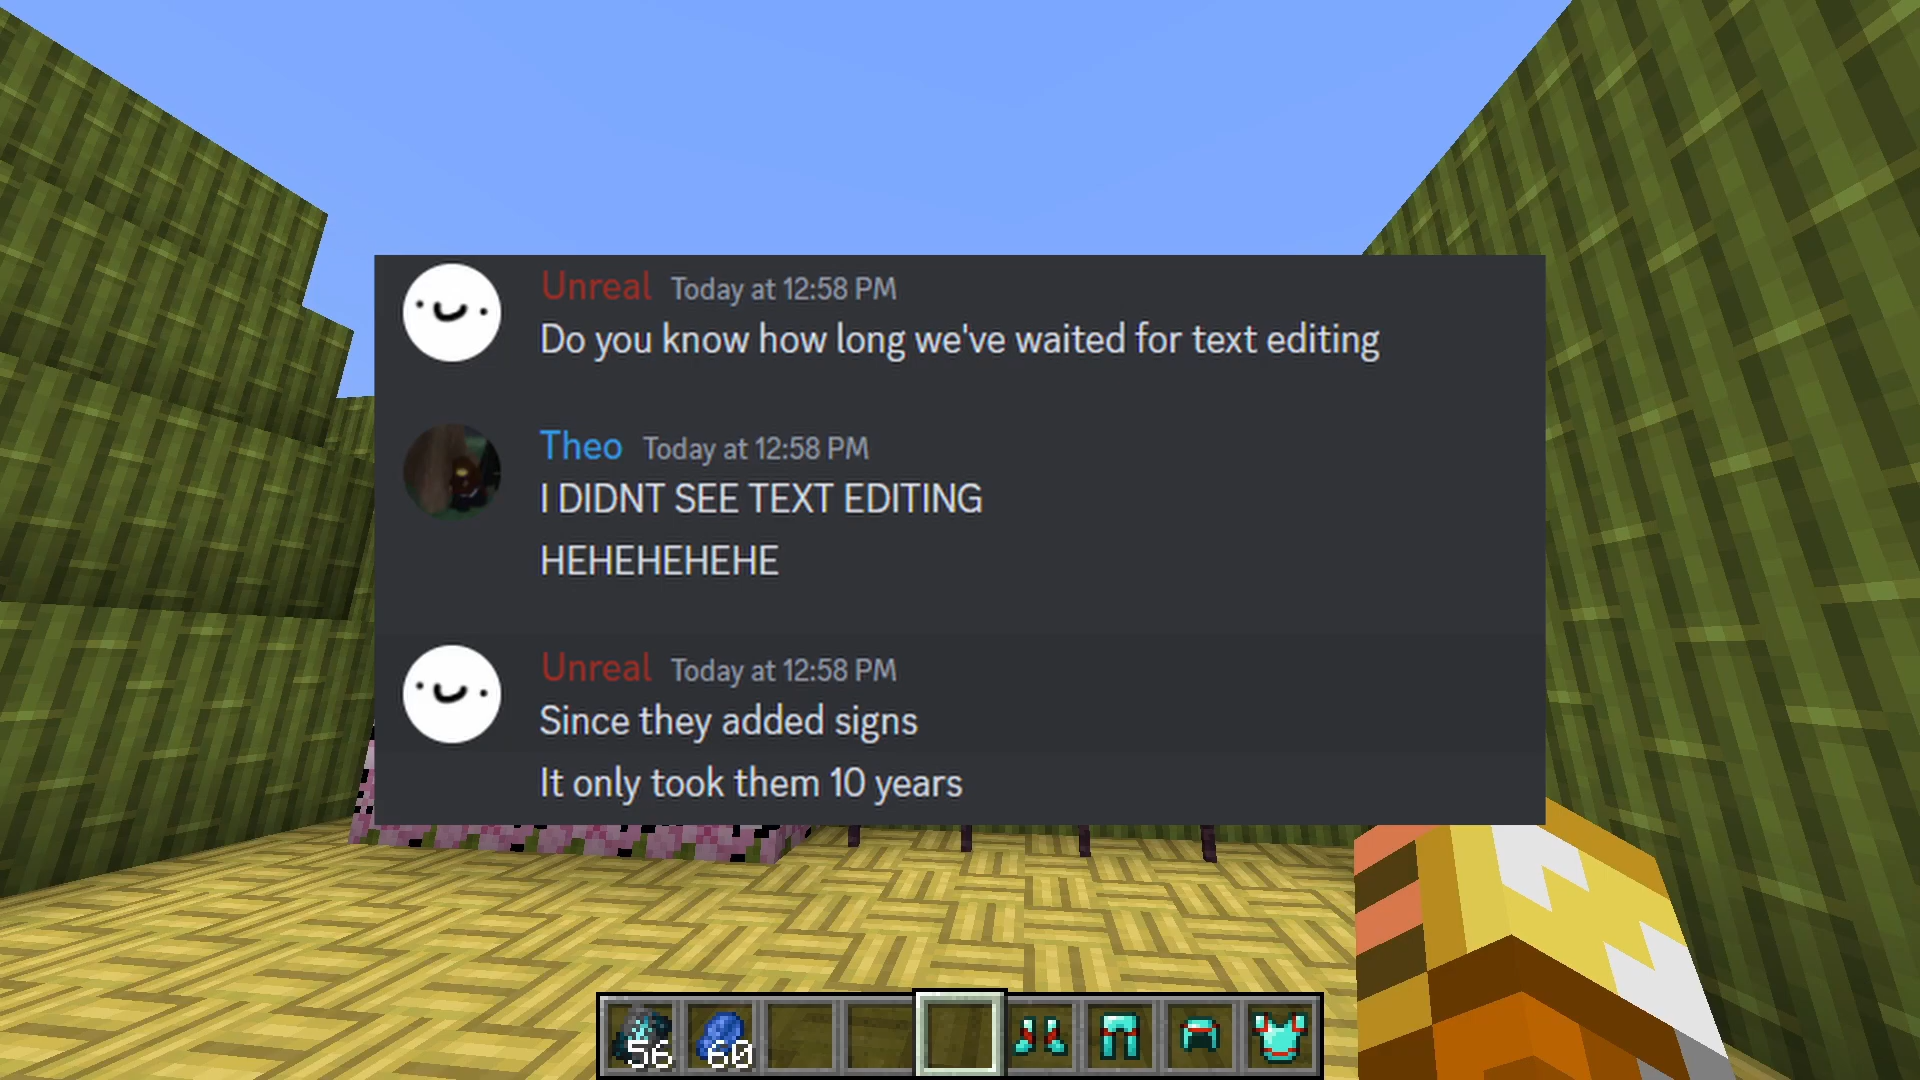 Unreal Today at 12:58 PM
Do you know how long we've waited for text editing
Theo Today at 12:58 PM
I DIDNT SEE TEXT EDITING
HEHEHEHEHE
Unreal Today at 12:58 PM
Since they added signs
It only took them 10 years
56 60